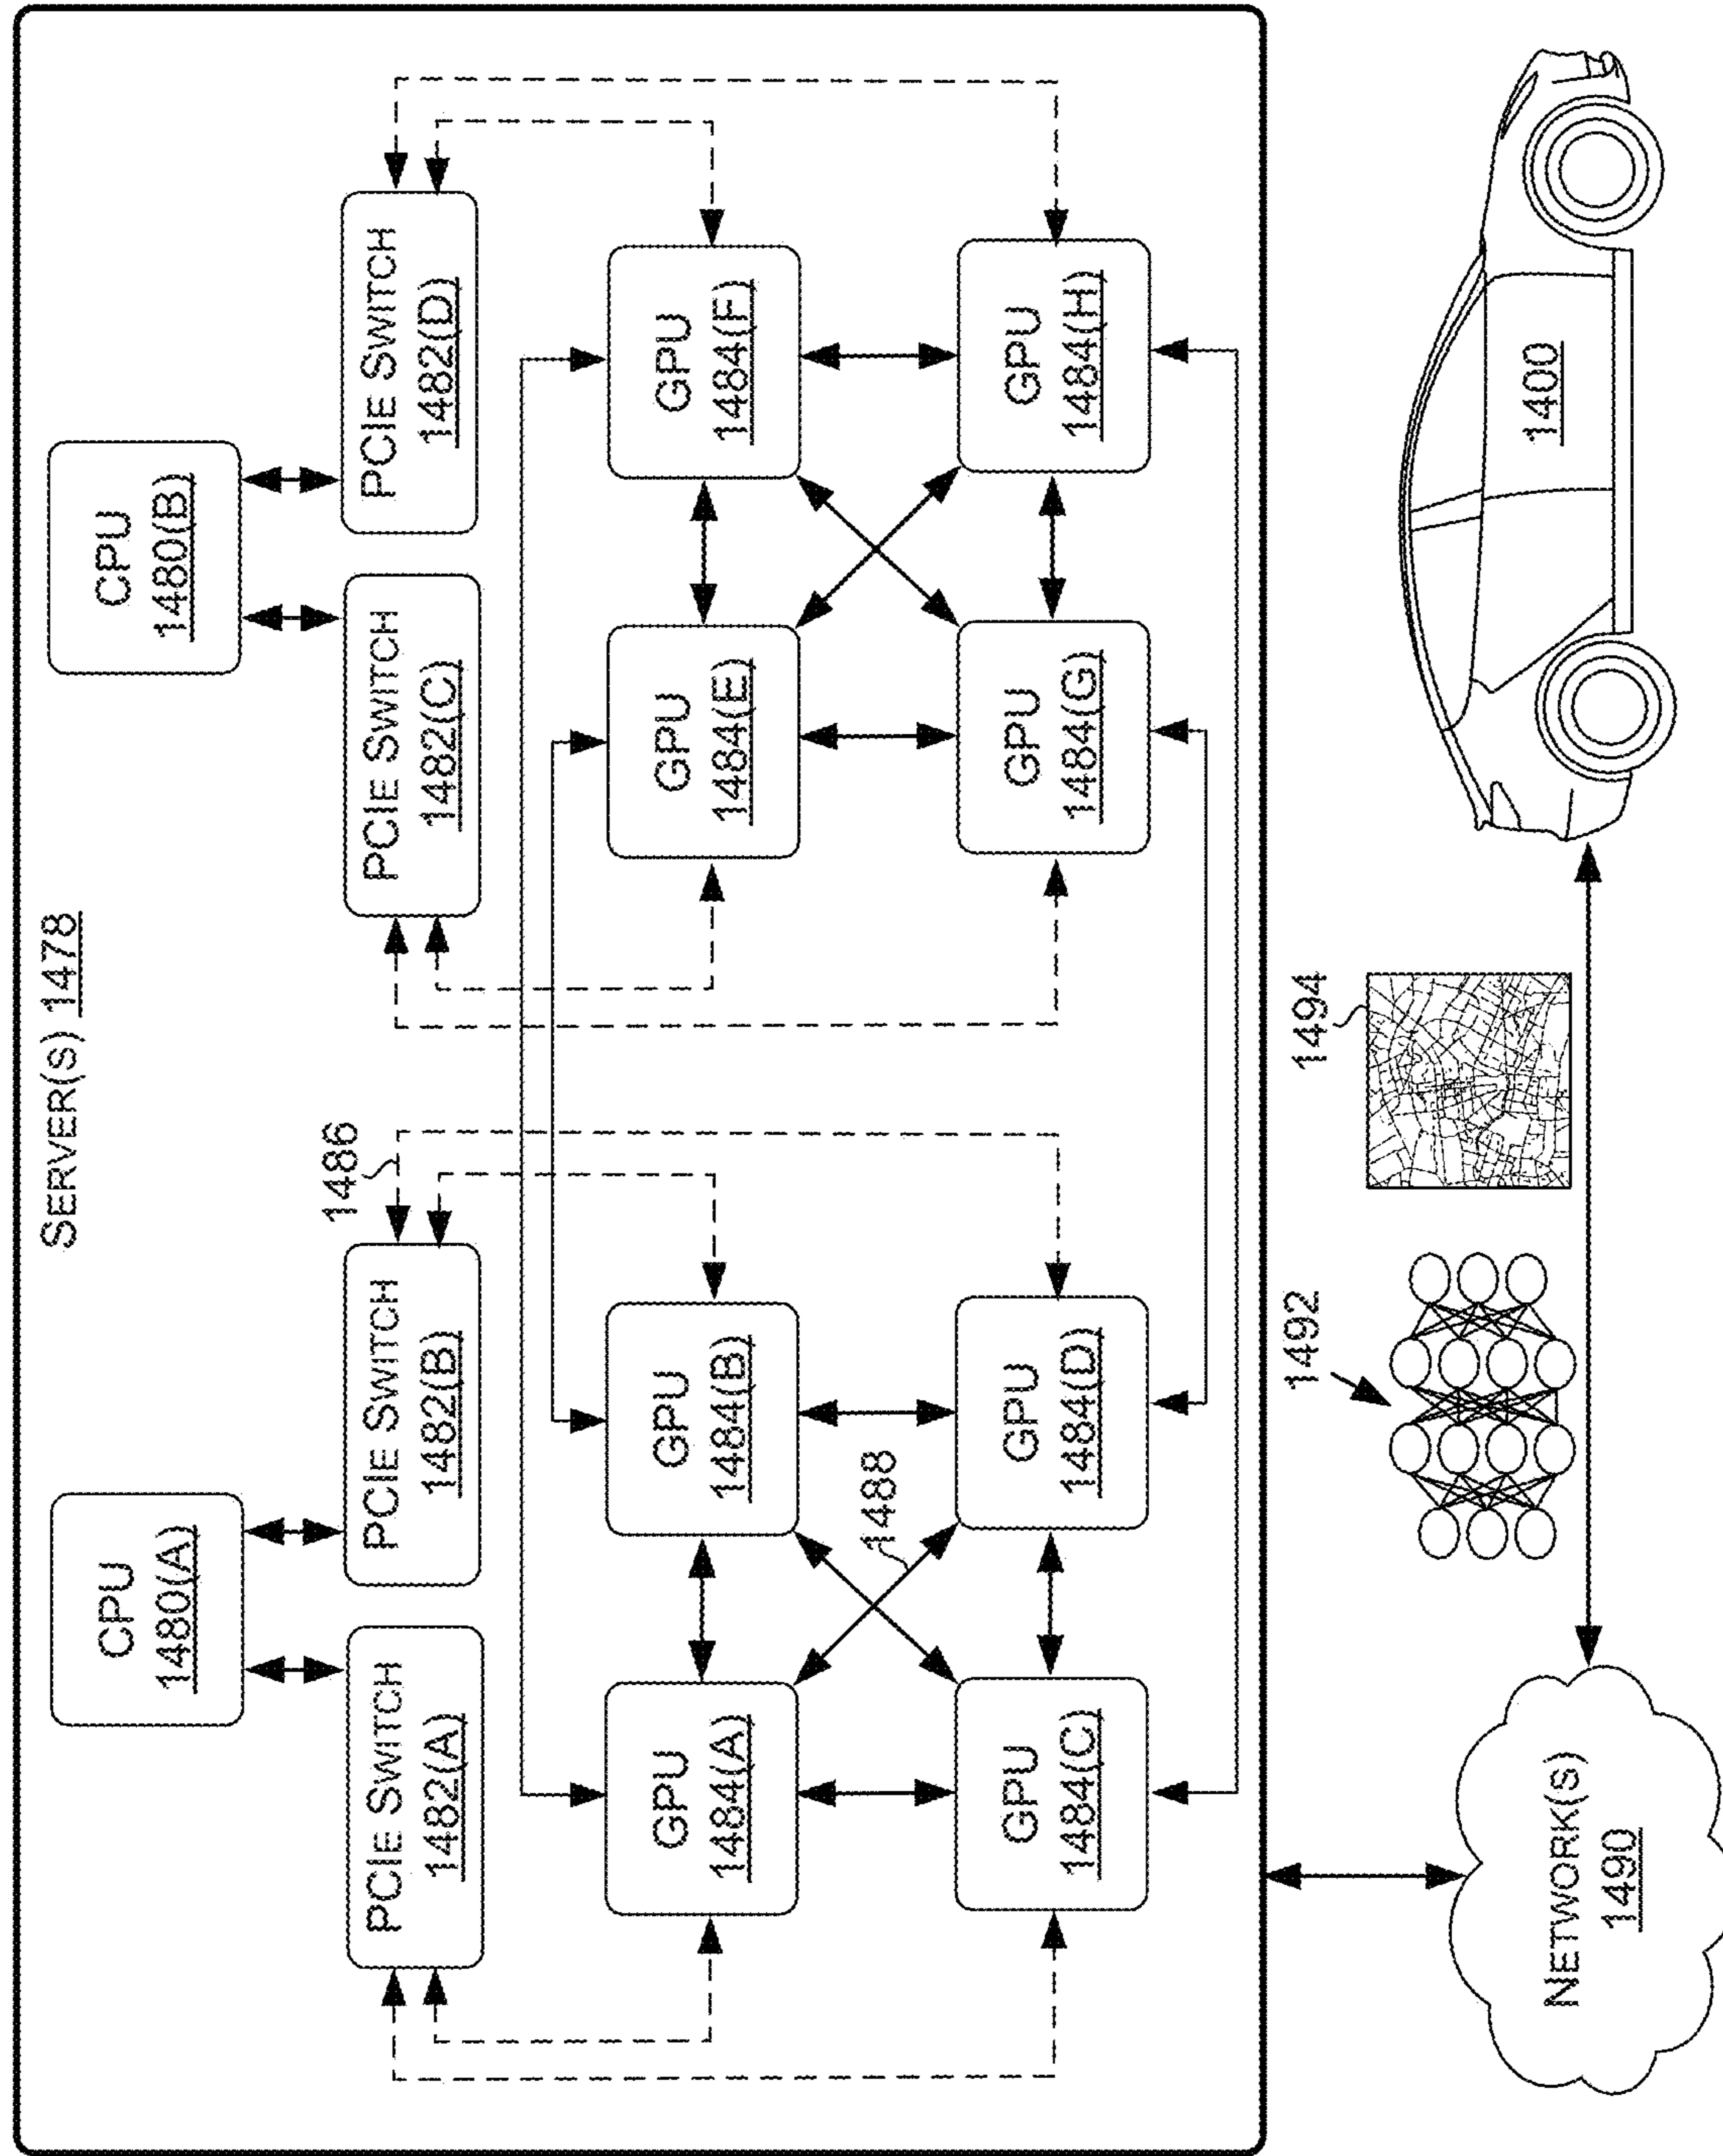 SERVER(S) 1478
CPU
1480(A)
CPU
1480(B)
PCIE SWITCH
1482(A)
PCIE SWITCH
1482(B)
1486
PCIE SWITCH
1482(C)
PCIE SWITCH
1482(D)
GPU
1484(A)
GPU
1484(B)
GPU
1484(E)
GPU
1484(F)
1488
GPU
1484(C)
GPU
1484(D)
GPU
1484(G)
GPU
1484(H)
NETWORK(S)
1490
1492
1494
1400